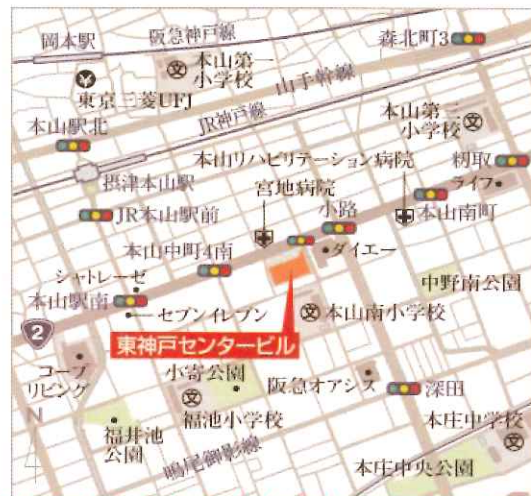 岡本駅
阪急神戸線
森北町3
本山第一
小学校
東京三菱UFJ
山手幹線
JR神戸線
本山駅北
本山第二
小学校
本山リハビリテーション病院
籾取
摂津本山駅
宮地病院
ライフ
JR本山駅前
小路
本山南町
本山中町4南
ダイエー
シャトレーゼ
中野南公園
本山駅南
セブンイレブン
本山南小学校
2
東神戸センタービル
コープ
リビング
小寄公園
阪急オアシス
深田
福池小学校
本庄中学校
福井池
公園
鳴尾御影線
本庄中央公園
N